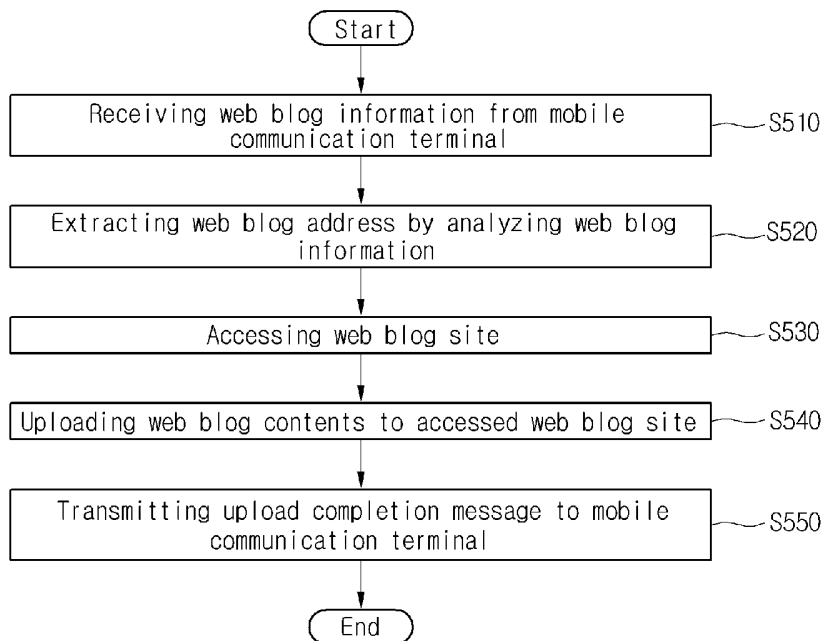 Start
Receiving web blog information from mobile
communication terminal
S510
Extracting web blog address by analyzing web blog
information
S520
Accessing web blog site
S530
Uploading web blog contents to accessed web blog site
S540
Transmitting upload completion message to mobile
communication terminal
S550
End